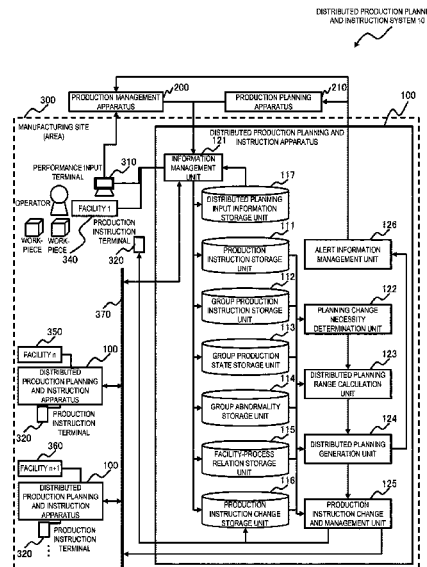 DISTRIBUTED PRODUCTION PLANNI
AND INSTRUCTION SYSTEM 10
200
210
PRODUCTION MANAGEMENT
APPARATUS
PRODUCTION PLANNING
APPARATUS
300
100
MANUFACTURING SITE
(AREA)
DISTRIBUTED PRODUCTION PLANNING AND
INSTRUCTION APPARATUS
121
PERFORMANCE INPUT
TERMINAL
310
INFORMATION
MANAGEMENT
UNIT
117
OPERATOR
FACILITY 1
DISTRIBUTED PLANNING
INPUT INFORMATION
STORAGE UNIT
PRODUCTION
INSTRUCTION
TERMINAL
WORK-
PIECE
WORK-
PIECE
340
320
111
126
PRODUCTION
INSTRUCTION STORAGE
UNIT
ALERT INFORMATION
MANAGEMENT UNIT
112
122
370
GROUP PRODUCTION
INSTRUCTION STORAGE
UNIT
PLANNING CHANGE
NECESSITY
DETERMINATION UNIT
113
350
FACILITY n
100
GROUP PRODUCTION
STATE STORAGE UNIT
123
DISTRIBUTED PLANNING
RANGE CALCULATION
UNIT
DISTRIBUTED
PRODUCTION PLANNING
AND INSTRUCTION
APPARATUS
114
GROUP ABNORMALITY
STORAGE UNIT
124
320
PRODUCTION
INSTRUCTION
TERMINAL
115
360
FACILITY n+1
100
FACILITY-PROCESS
RELATION STORAGE
UNIT
DISTRIBUTED PLANNING
GENERATION UNIT
116
125
DISTRIBUTED
PRODUCTION PLANNING
AND INSTRUCTION
APPARATUS
PRODUCTION
INSTRUCTION CHANGE
STORAGE UNIT
PRODUCTION
INSTRUCTION CHANGE
AND MANAGEMENT UNIT
320
PRODUCTION
INSTRUCTION
TERMINAL